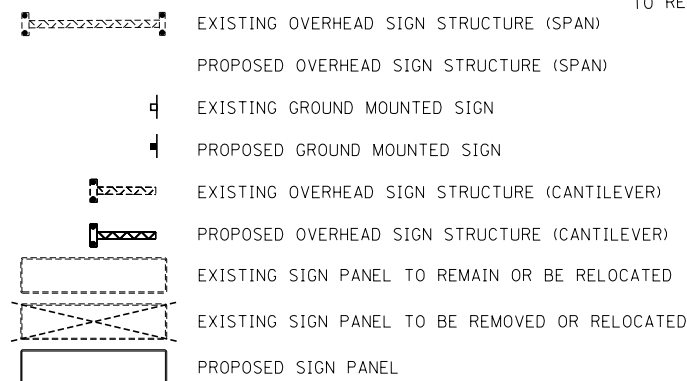 TO RE
EXISTING OVERHEAD SIGN STRUCTURE (SPAN)
PROPOSED OVERHEAD SIGN STRUCTURE (SPAN)
EXISTING GROUND MOUNTED SIGN
PROPOSED GROUND MOUNTED SIGN
EXISTING OVERHEAD SIGN STRUCTURE (CANTILEVER)
PROPOSED OVERHEAD SIGN STRUCTURE (CANTILEVER)
EXISTING SIGN PANEL TO REMAIN OR BE RELOCATED
EXISTING SIGN PANEL TO BE REMOVED OR RELOCATED
PROPOSED SIGN PANEL